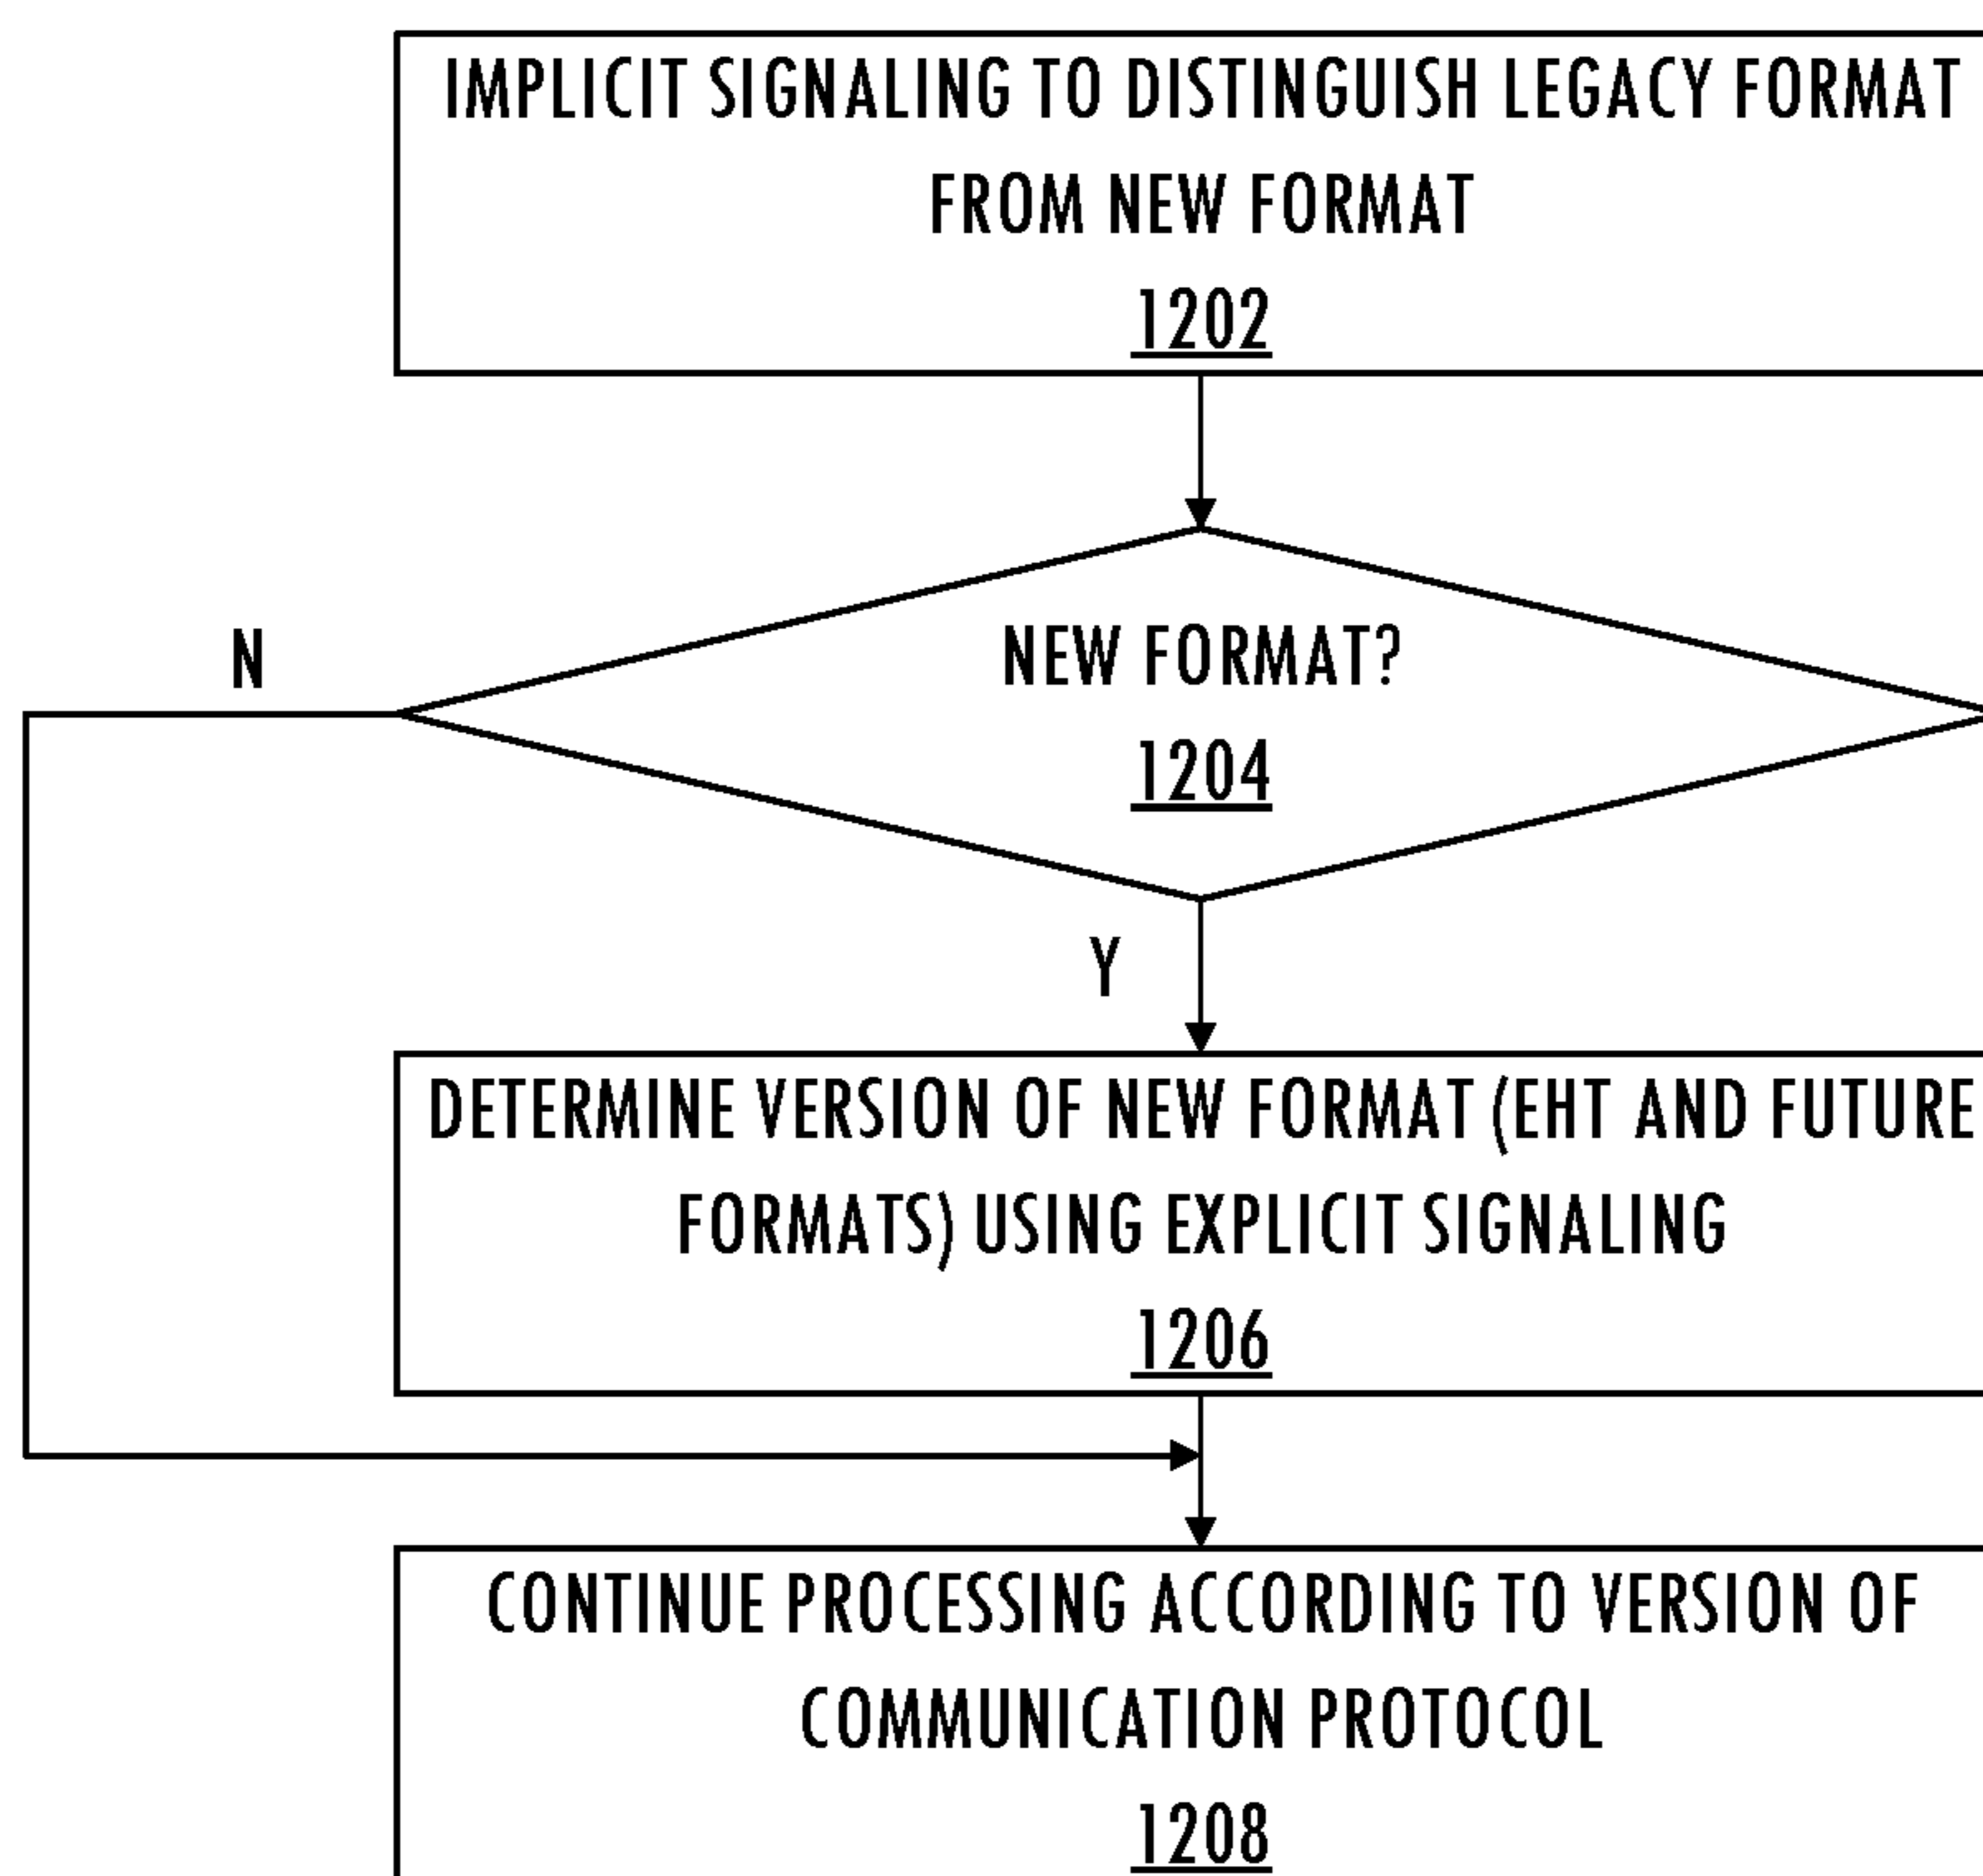 IMPLICIT SIGNALING TO DISTINGUISH LEGACY FORMAT
FROM NEW FORMAT
1202
N
NEW FORMAT?
1204
Y
DETERMINE VERSION OF NEW FORMAT (EHT AND FUTURE
FORMATS) USING EXPLICIT SIGNALING
1206
CONTINUE PROCESSING ACCORDING TO VERSION OF
COMMUNICATION PROTOCOL
1208